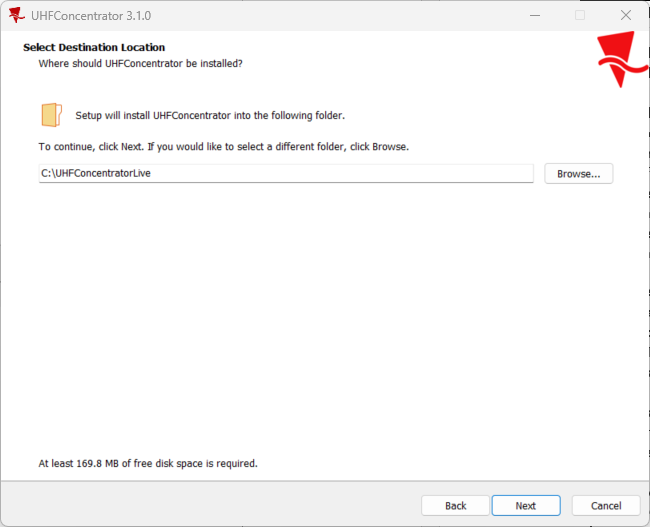 UHFConcentrator 3.1.0
Select Destination Location
Where should UHFConcentrator be installed?
Setup will install UHFConcentrator into the following folder.
To continue, click Next. If you would like to select a different folder, click Browse.
C:\UHFConcentratorLive
Browse...
At least 169.8 MB of free disk space is required.
Back
Next
Cancel